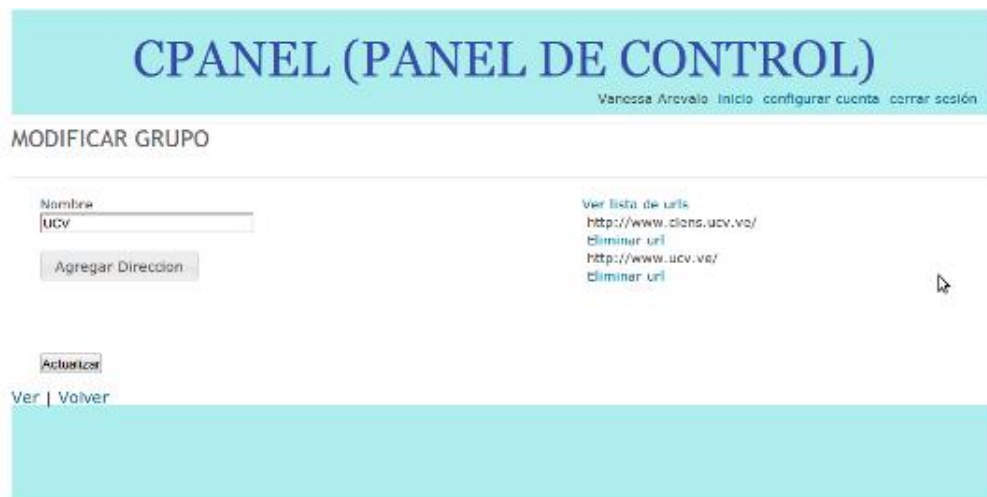 CPANEL (PANEL DE CONTROL)
Vanessa Arevalo inicio configurar cuenta cerrar sesión
MODIFICAR GRUPO
Nombre
UCV
Agregar Direccion
Ver lista de urls
http://www.ciens.ucv.ve/
Eliminar url
http://www.ucv.ve/
Eliminar url
Actualizar
Ver | Volver